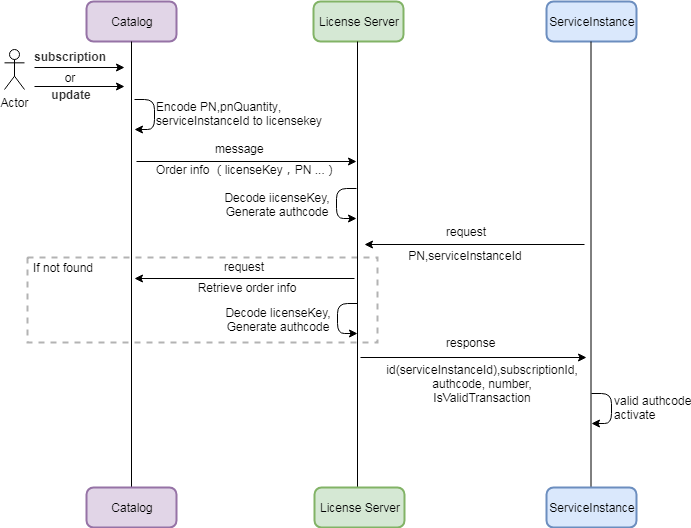 Catalog
License Server
ServiceInstance
subscription
or
update
Actor
Encode PN,pnQuantity,
serviceInstanceId to licensekey
message
Order info （licenseKey，PN ...）
Decode iicenseKey,
Generate authcode
request
PN,serviceInstanceId
If not found
request
Retrieve order info
Decode licenseKey,
Generate authcode
response
id(serviceInstanceId),subscriptionId,
authcode, number,
IsValidTransaction
valid authcode
activate
Catalog
License Server
ServiceInstance